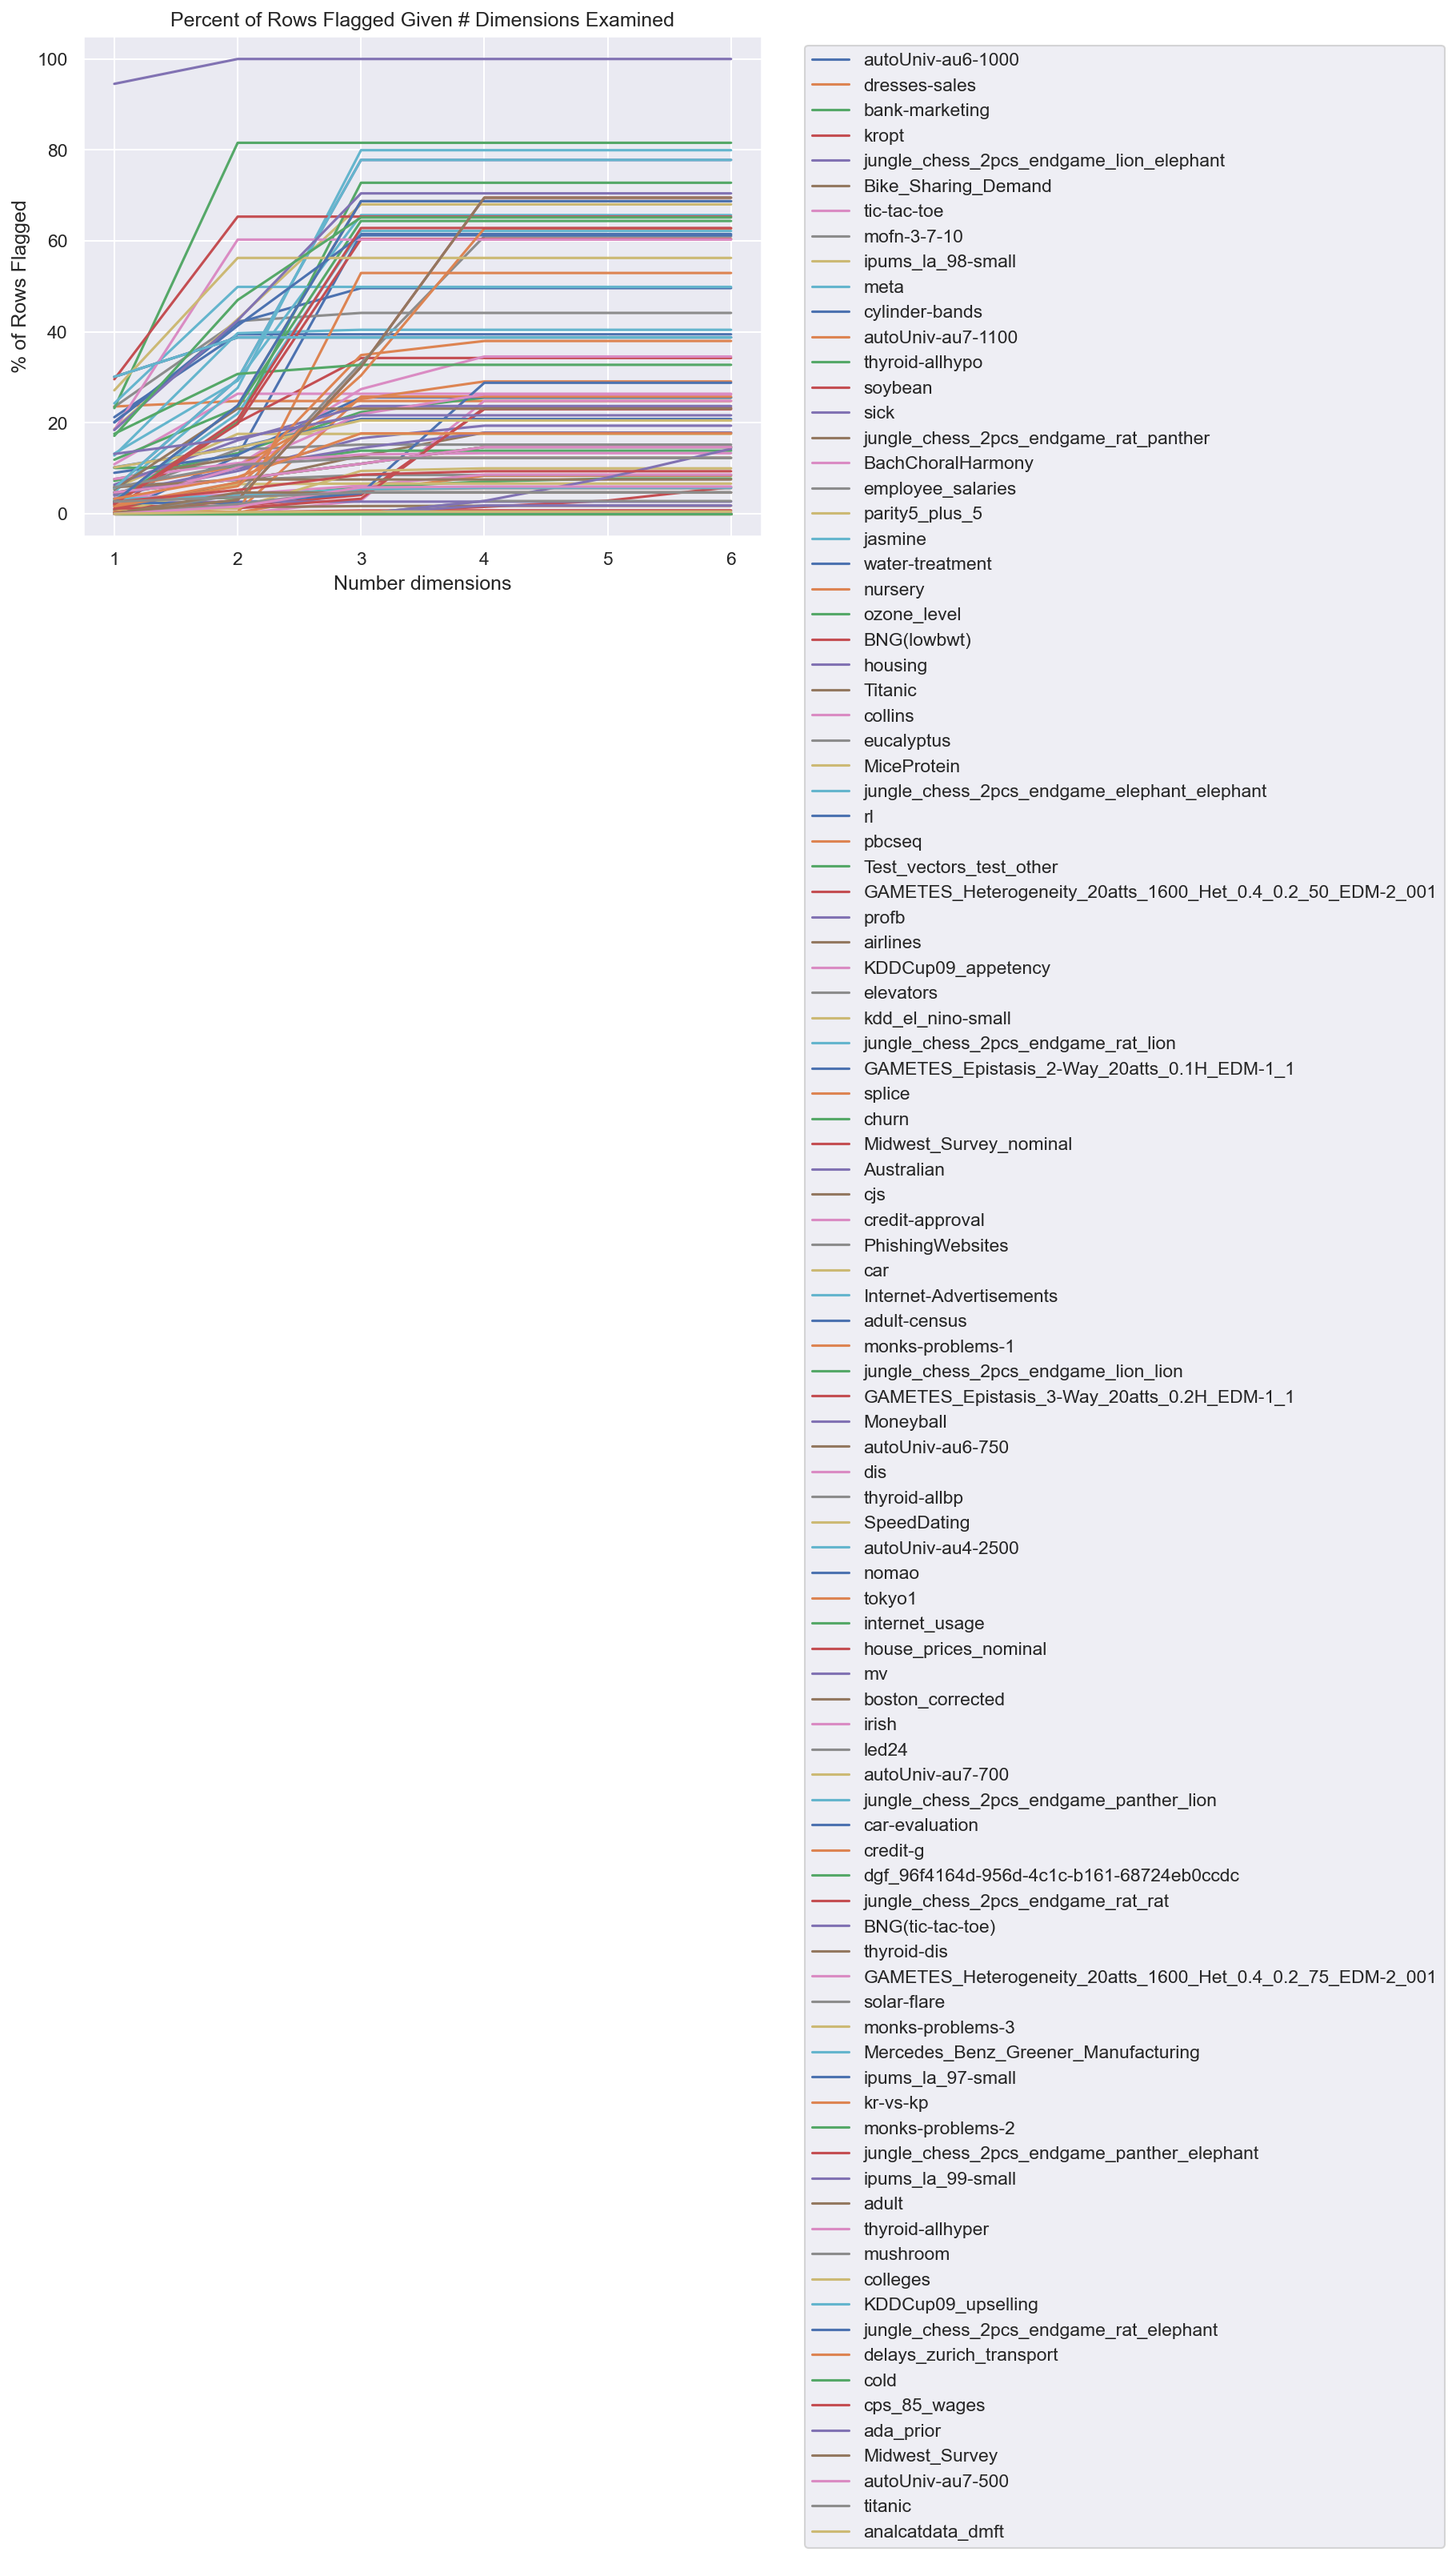 Percent of Rows Flagged Given # Dimensions Examined
% of Rows Flagged
100
80
60
40
20
0
1 2 3 4 5 6
Number dimensions
autoUniv-au6-1000
dresses-sales
bank-marketing
kropt
jungle_chess_2pcs_endgame_lion_elephant
Bike_Sharing_Demand
tic-tac-toe
mofn-3-7-10
ipums_la_98-small
meta
cylinder-bands
autoUniv-au7-1100
thyroid-allhypo
soybean
sick
jungle_chess_2pcs_endgame_rat_panther
BachChoralHarmony
employee_salaries
parity5_plus_5
jasmine
water-treatment
nursery
ozone_level
BNG(lowbwt)
housing
Titanic
collins
eucalyptus
MiceProtein
jungle_chess_2pcs_endgame_elephant_elephant
rl
pbcseq
Test_vectors_test_other
GAMETES_Heterogeneity_20atts_1600_Het_0.4_0.2_50_EDM-2_001
profb
airlines
KDDCup09_appetency
elevators
kdd_el_nino-small
jungle_chess_2pcs_endgame_rat_lion
GAMETES_Epistasis_2-Way_20atts_0.1H_EDM-1_1
splice
churn
Midwest_Survey_nominal
Australian
cjs
credit-approval
PhishingWebsites
car
Internet-Advertisements
adult-census
monks-problems-1
jungle_chess_2pcs_endgame_lion_lion
GAMETES_Epistasis_3-Way_20atts_0.2H_EDM-1_1
Moneyball
autoUniv-au6-750
dis
thyroid-allbp
SpeedDating
autoUniv-au4-2500
nomao
tokyo1
internet_usage
house_prices_nominal
mv
boston_corrected
irish
led24
autoUniv-au7-700
jungle_chess_2pcs_endgame_panther_lion
car-evaluation
credit-g
dgf_96f4164d-956d-4c1c-b161-68724eb0ccdc
jungle_chess_2pcs_endgame_rat_rat
BNG(tic-tac-toe)
thyroid-dis
GAMETES_Heterogeneity_20atts_1600_Het_0.4_0.2_75_EDM-2_001
solar-flare
monks-problems-3
Mercedes_Benz_Greener_Manufacturing
ipums_la_97-small
kr-vs-kp
monks-problems-2
jungle_chess_2pcs_endgame_panther_elephant
ipums_la_99-small
adult
thyroid-allhyper
mushroom
colleges
KDDCup09_upselling
jungle_chess_2pcs_endgame_rat_elephant
delays_zurich_transport
cold
cps_85_wages
ada_prior
Midwest_Survey
autoUniv-au7-500
titanic
analcatdata_dmft